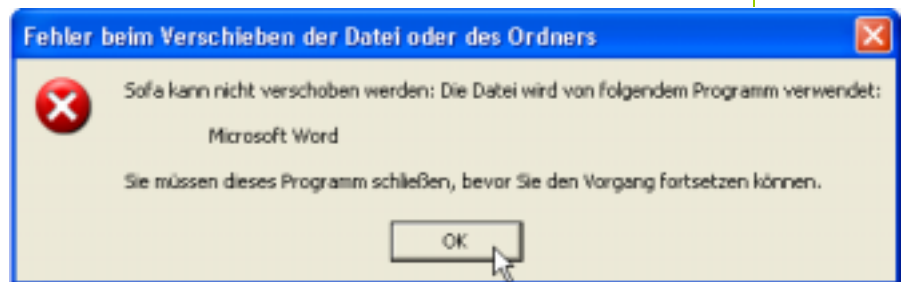 Fehler beim Verschieben der Datei oder des Ordners
Sofa kann nicht verschoben werden: Die Datei wird von folgendem Programm verwendet:
Microsoft Word
Sie müssen dieses Programm schließen, bevor Sie den Vorgang fortsetzen können.
OK